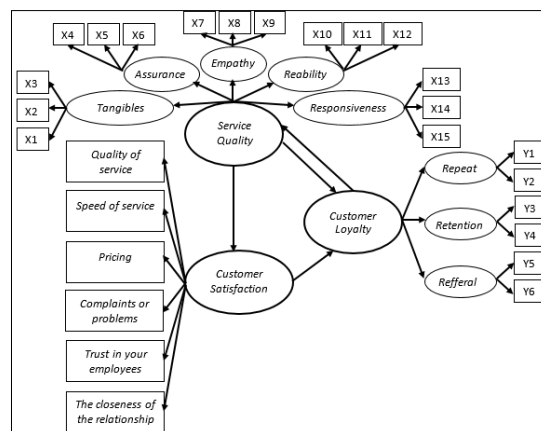 X7
X8
X9
X4
X5
X6
X10
X11
X12
Empathy
Assurance
Reability
X3
X2
X1
Tangibles
Responsiveness
X13
X14
X15
Service
Quality
Quality of
service
Speed of service
Pricing
Complaints or
problems
Trust in your
employees
The closeness of
the relationship
Customer
Satisfaction
Customer
Loyalty
Repeat
Retention
Refferal
Y1
Y2
Y3
Y4
Y5
Y6